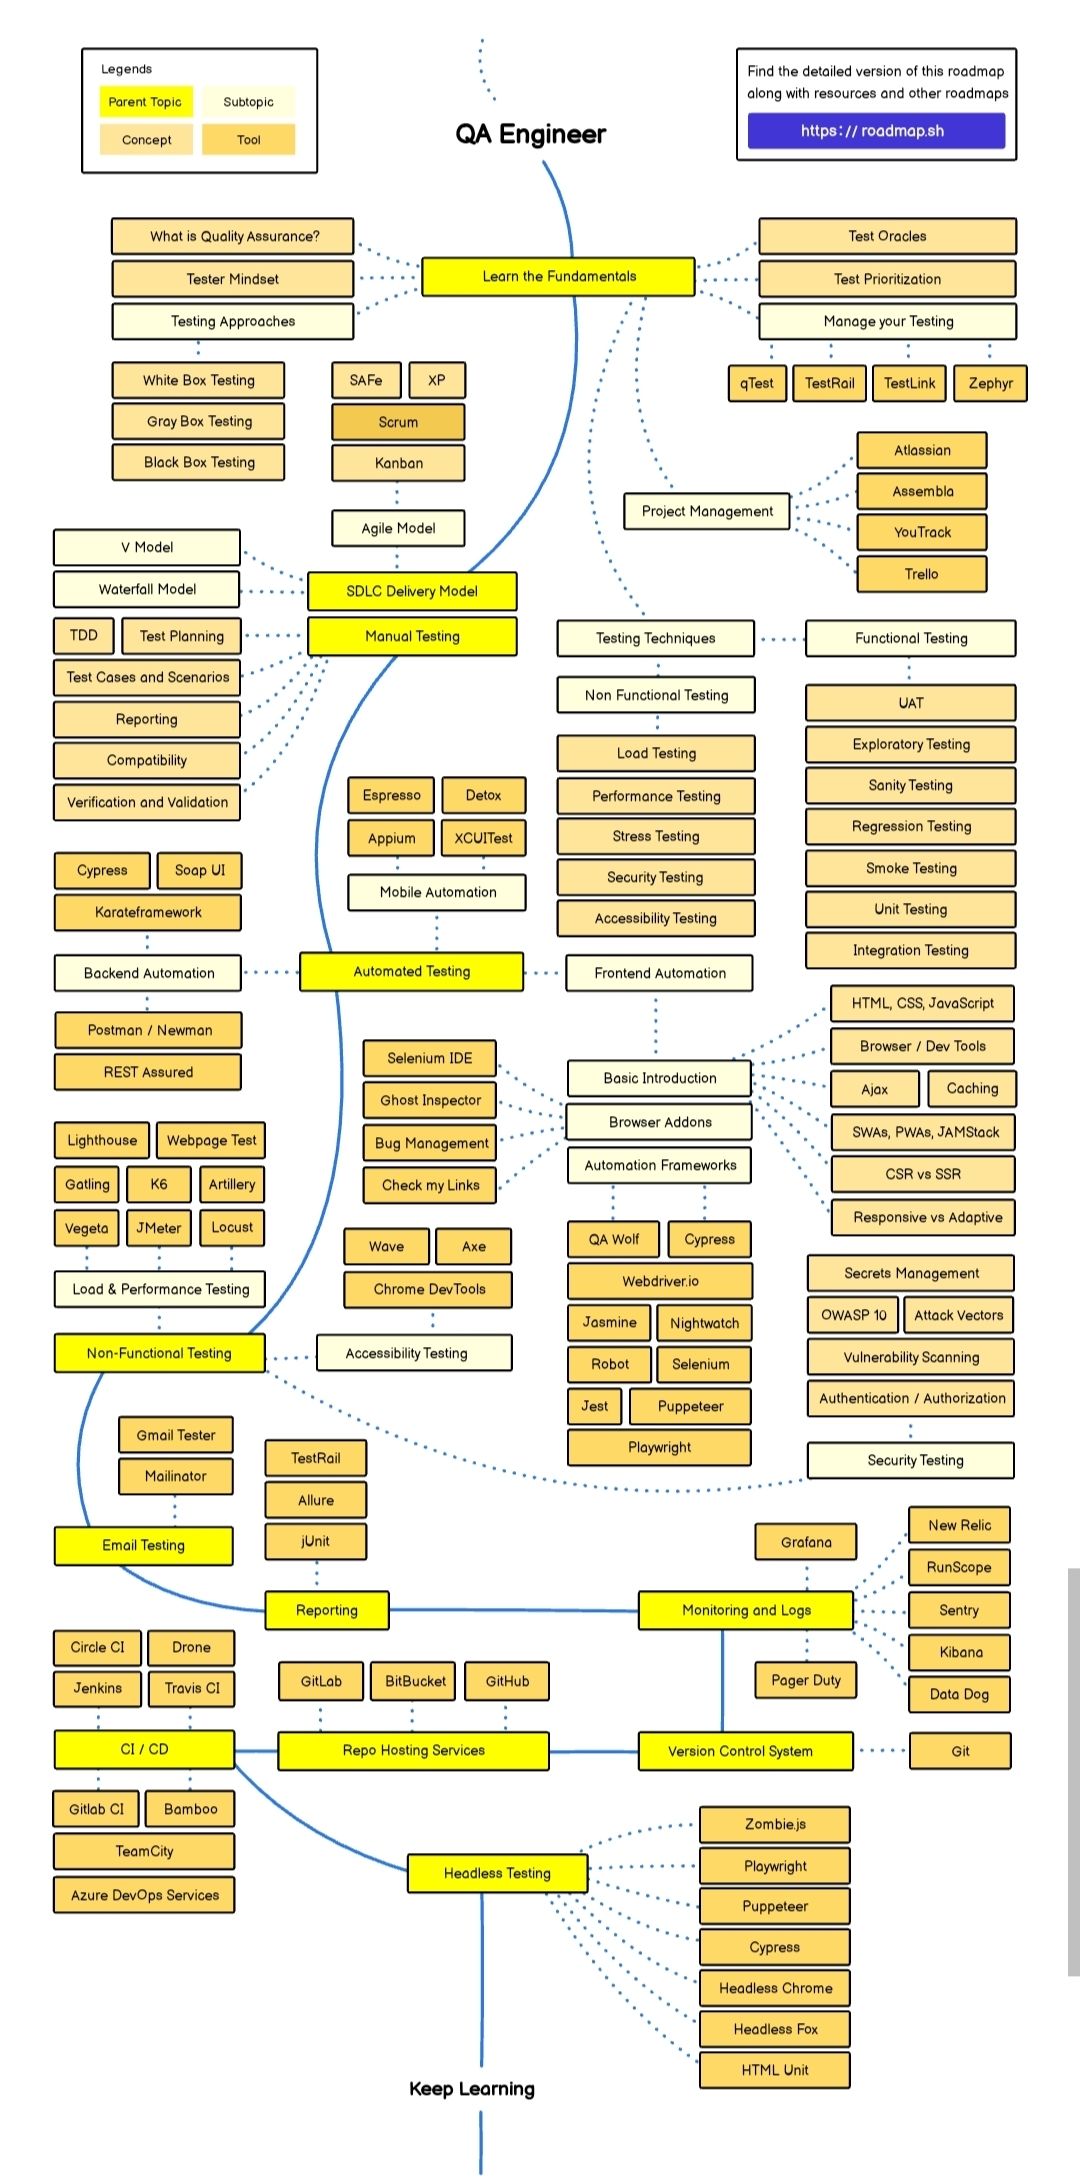 Legends
Parent Topic
Subtopic
Concept
Tool
QA Engineer
Find the detailed version of this roadmap
along with resources and other roadmaps
https://roadmap.sh
What is Quality Assurance?
Tester Mindset
Testing Approaches
Learn the Fundamentals
Test Oracles
Test Prioritization
Manage your Testing
qTest
TestRail
TestLink
Zephyr
White Box Testing
Gray Box Testing
Black Box Testing
SAFe
XP
Scrum
Kanban
Agile Model
Project Management
Atlassian
Assembla
YouTrack
Trello
V Model
Waterfall Model
SDLC Delivery Model
TDD
Test Planning
Manual Testing
Test Cases and Scenarios
Reporting
Compatibility
Verification and Validation
Testing Techniques
Functional Testing
Non Functional Testing
Load Testing
Performance Testing
Stress Testing
Security Testing
Accessibility Testing
UAT
Exploratory Testing
Sanity Testing
Regression Testing
Smoke Testing
Unit Testing
Integration Testing
Espresso
Detox
Appium
XCUITest
Mobile Automation
Cypress
Soap UI
Karateframework
Backend Automation
Automated Testing
Frontend Automation
Postman / Newman
REST Assured
Selenium IDE
Ghost Inspector
Bug Management
Check my Links
Basic Introduction
Browser Addons
Automation Frameworks
HTML, CSS, JavaScript
Browser / Dev Tools
Ajax
Caching
SWAs, PWAs, JAMStack
CSR vs SSR
Responsive vs Adaptive
Lighthouse
Webpage Test
Gatling
K6
Artillery
Vegeta
JMeter
Locust
Load & Performance Testing
Wave
Axe
Chrome DevTools
Non-Functional Testing
Accessibility Testing
QA Wolf
Cypress
Webdriver.io
Jasmine
Nightwatch
Robot
Selenium
Jest
Puppeteer
Playwright
Secrets Management
OWASP 10
Attack Vectors
Vulnerability Scanning
Authentication / Authorization
Security Testing
Gmail Tester
Mailinator
Email Testing
TestRail
Allure
jUnit
Reporting
Grafana
Monitoring and Logs
Pager Duty
New Relic
RunScope
Sentry
Kibana
Data Dog
Circle CI
Drone
Jenkins
Travis CI
CI / CD
GitLab
BitBucket
GitHub
Repo Hosting Services
Version Control System
Git
Gitlab CI
Bamboo
TeamCity
Azure DevOps Services
Headless Testing
Zombie.js
Playwright
Puppeteer
Cypress
Headless Chrome
Headless Fox
HTML Unit
Keep Learning